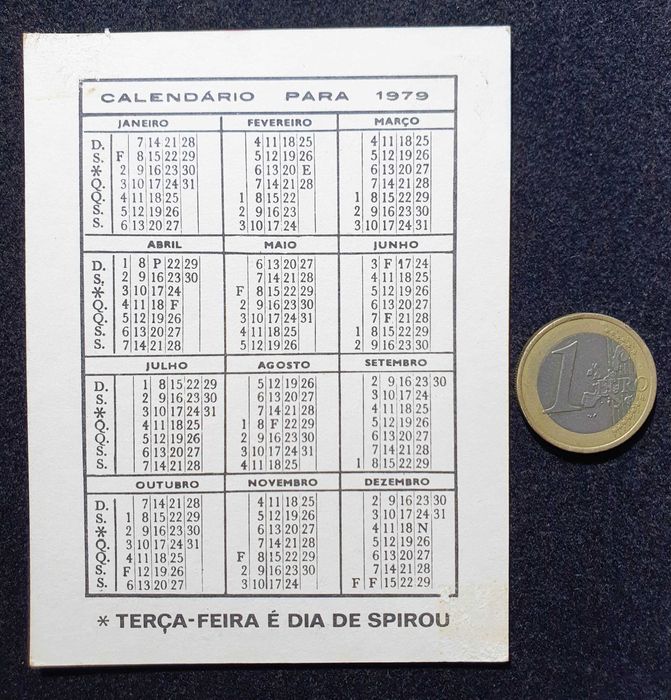 CALENDÁRIO PARA 1979
JANEIRO FEVEREIRO MARÇO
D. 7 14 21 28 4 11 18 25 4 11 18 25
S. F 8 15 22 29 5 12 19 26 5 12 19 26
* 2 9 16 23 30 6 13 20 E 6 13 20 27
Q. 3 10 17 24 31 7 14 21 28 7 14 21 28
Q. 4 11 18 25 1 8 15 22 1 8 15 22 29
S. 5 12 19 26 2 9 16 23 2 9 16 23 30
S. 6 13 20 27 3 10 17 24 3 10 17 24 31
ABRIL MAIO JUNHO
D. 1 8 P 22 29 6 13 20 27 3 F 17 24
S. 2 9 16 23 30 7 14 21 28 4 11 18 25
* 3 10 17 24 F 8 15 22 29 5 12 19 26
Q. 4 11 18 F 2 9 16 23 30 6 13 20 27
Q. 5 12 19 26 3 10 17 24 31 7 F 21 28
S. 6 13 20 27 4 11 18 25 1 8 15 22 29
S. 7 14 21 28 5 12 19 26 2 9 16 23 30
JULHO AGOSTO SETEMBRO
D. 1 8 15 22 29 5 12 19 26 2 9 16 23 30
S. 2 9 16 23 30 6 13 20 27 3 10 17 24
* 3 10 17 24 31 7 14 21 28 4 11 18 25
Q. 4 11 18 25 1 8 F 22 29 5 12 19 26
Q. 5 12 19 26 2 9 16 23 30 6 13 20 27
S. 6 13 20 27 3 10 17 24 31 7 14 21 28
S. 7 14 21 28 4 11 18 25 1 8 15 22 29
OUTUBRO NOVEMBRO DEZEMBRO
D. 7 14 21 28 4 11 18 25 2 9 16 23 30
S. 1 8 15 22 29 5 12 19 26 3 10 17 24 31
* 2 9 16 23 30 6 13 20 27 4 11 18 N
Q. 3 10 17 24 31 7 14 21 28 5 12 19 26
Q. 4 11 18 25 F 8 15 22 29 6 13 20 27
S. F 12 19 26 2 9 16 23 30 7 14 21 28
S. 6 13 20 27 3 10 17 24 F F 15 22 29
* TERÇA-FEIRA É DIA DE SPIROU
1 EURO